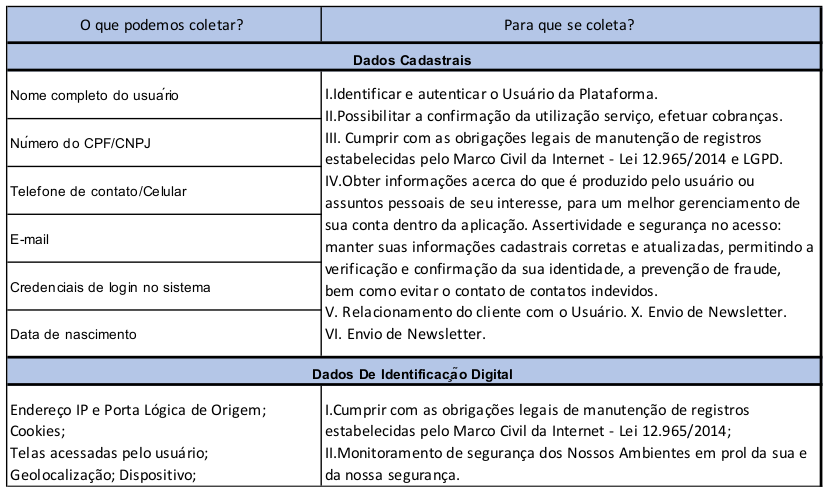 O que podemos coletar?
Para que se coleta?
Dados Cadastrais
Nome completo do usuário
Número do CPF/CNPJ
Telefone de contato/Celular
E-mail
Credenciais de login no sistema
Data de nascimento
I.Identificar e autenticar o Usuário da Plataforma.
II.Possibilitar a confirmação da utilização serviço, efetuar cobranças.
III. Cumprir com as obrigações legais de manutenção de registros
estabelecidas pelo Marco Civil da Internet - Lei 12.965/2014 e LGPD.
IV.Obter informações acerca do que é produzido pelo usuário ou
assuntos pessoais de seu interesse, para um melhor gerenciamento de
sua conta dentro da aplicação. Assertividade e segurança no acesso:
manter suas informações cadastrais corretas e atualizadas, permitindo a
verificação e confirmação da sua identidade, a prevenção de fraude,
bem como evitar o contato de contatos indevidos.
V. Relacionamento do cliente com o Usuário. X. Envio de Newsletter.
VI. Envio de Newsletter.
Dados De Identificação Digital
Endereço IP e Porta Lógica de Origem;
Cookies;
Telas acessadas pelo usuário;
Geolocalização; Dispositivo;
I.Cumprir com as obrigações legais de manutenção de registros
estabelecidas pelo Marco Civil da Internet - Lei 12.965/2014;
II.Monitoramento de segurança dos Nossos Ambientes em prol da sua e
da nossa segurança.